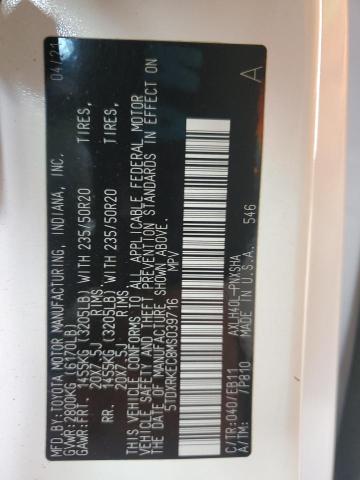 MFD.BY:TOYOTA MOTOR MANUFACTURING, INDIANA, INC. 04/21
GVWR:2800KG (6170LB)
GAWR:FRT. 1455KG (3205LB) WITH 235/50R20 TIRES,
20X7.5J RIMS
RR. 1455KG (3205LB) WITH 235/50R20 TIRES,
20X7.5J RIMS
THIS VEHICLE CONFORMS TO ALL APPLICABLE FEDERAL MOTOR
VEHICLE SAFETY AND THEFT PREVENTION STANDARDS IN EFFECT ON
THE DATE OF MANUFACTURE SHOWN ABOVE.
5TDXRKEC8MS039716 MPV A
C/TR:040/EB11 AXLH40L-PNXSHA
A/TM: /P810 MADE IN U.S.A. 546